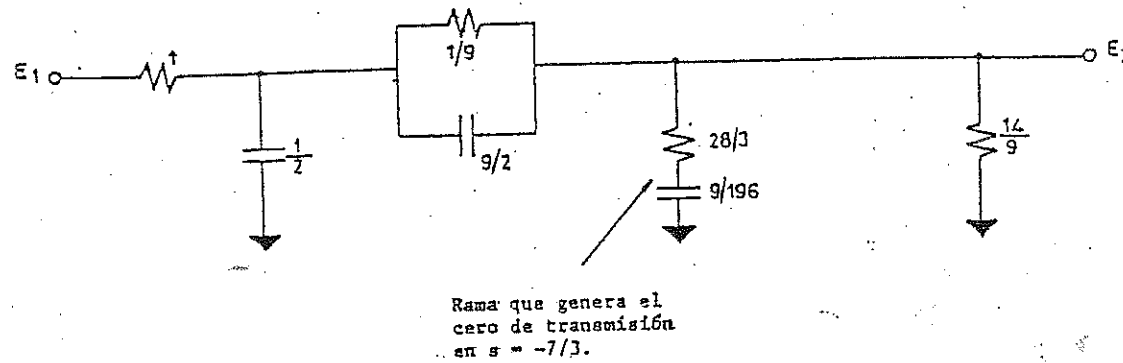 E1
1
1/2
1/9
9/2
28/3
9/196
14/9
E
Rama que genera el
cero de transmisión
en s = -7/3.